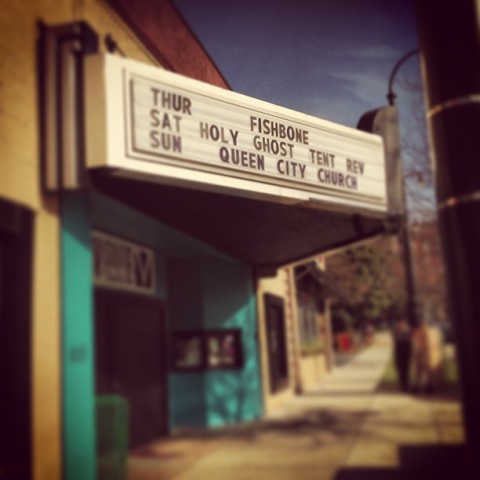 THUR FISHBONE
SAT HOLY GHOST TENT REV
SUN QUEEN CITY CHURCH